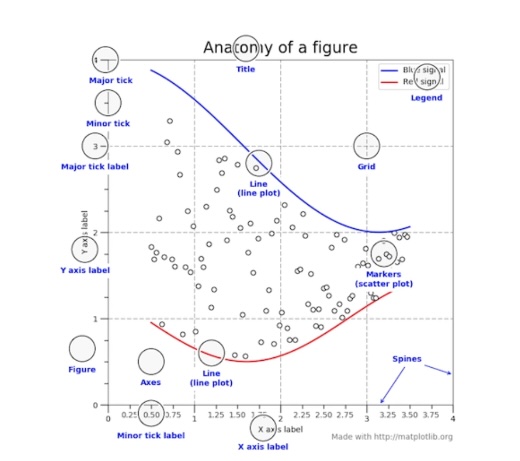 Anatomy of a figure
Title
Blue signal
Red signal
Legend
4
Major tick
Minor tick
3
Major tick label
Grid
Line
(line plot)
2
Y axis label
Y axis label
Markers
(scatter plot)
1
Figure
Axes
Line
(line plot)
Spines
0
0 0.25 0.50 0.75 1 1.25 1.50 1.75 2 2.25 2.50 2.75 3 3.25 3.50 4
Minor tick label
X axis label
X axis label
Made with http://matplotlib.org